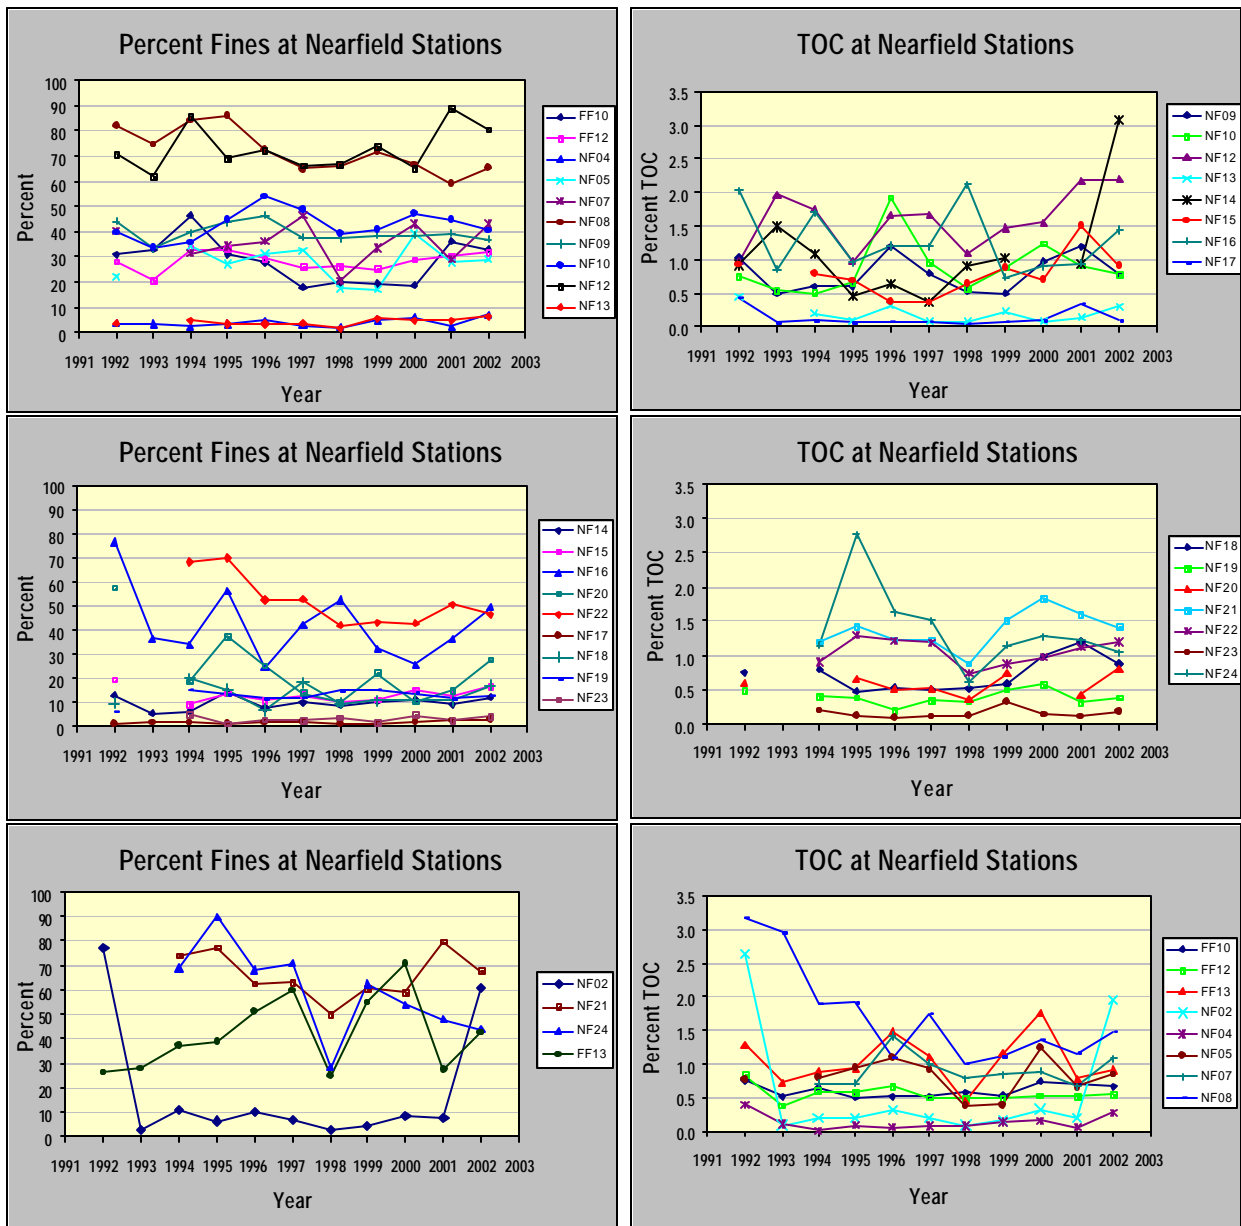 Percent Fines at Nearfield Stations
Percent
100
90
80
70
60
50
40
30
20
10
0
1991 1992 1993 1994 1995 1996 1997 1998 1999 2000 2001 2002 2003
Year
FF10
FF12
NF04
NF05
NF07
NF08
NF09
NF10
NF12
NF13
TOC at Nearfield Stations
Percent TOC
3.5
3.0
2.5
2.0
1.5
1.0
0.5
0.0
1991 1992 1993 1994 1995 1996 1997 1998 1999 2000 2001 2002 2003
Year
NF09
NF10
NF12
NF13
NF14
NF15
NF16
NF17
Percent Fines at Nearfield Stations
Percent
100
90
80
70
60
50
40
30
20
10
0
1991 1992 1993 1994 1995 1996 1997 1998 1999 2000 2001 2002 2003
Year
NF14
NF15
NF16
NF20
NF22
NF17
NF18
NF19
NF23
TOC at Nearfield Stations
Percent TOC
3.5
3.0
2.5
2.0
1.5
1.0
0.5
0.0
1991 1992 1993 1994 1995 1996 1997 1998 1999 2000 2001 2002 2003
Year
NF18
NF19
NF20
NF21
NF22
NF23
NF24
Percent Fines at Nearfield Stations
Percent
100
90
80
70
60
50
40
30
20
10
0
1991 1992 1993 1994 1995 1996 1997 1998 1999 2000 2001 2002 2003
Year
NF02
NF21
NF24
FF13
TOC at Nearfield Stations
Percent TOC
3.5
3.0
2.5
2.0
1.5
1.0
0.5
0.0
1991 1992 1993 1994 1995 1996 1997 1998 1999 2000 2001 2002 2003
Year
FF10
FF12
FF13
NF02
NF04
NF05
NF07
NF08